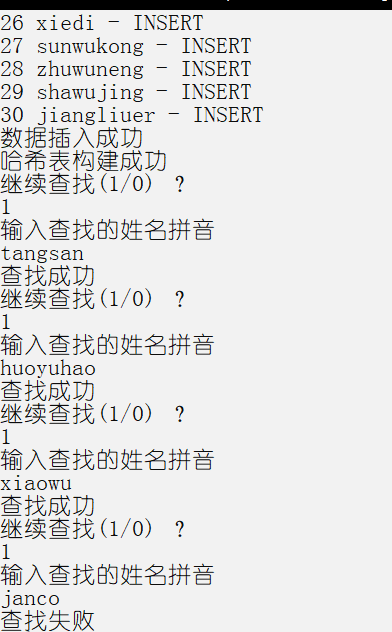 26 xiedi - INSERT
27 sunwukong - INSERT
28 zhuwuneng - INSERT
29 shawujing - INSERT
30 jiangliuer - INSERT
数据插入成功
哈希表构建成功
继续查找(1/0) ?
1
输入查找的姓名拼音
tangsan
查找成功
继续查找(1/0) ?
1
输入查找的姓名拼音
huoyuhao
查找成功
继续查找(1/0) ?
1
输入查找的姓名拼音
xiaowu
查找成功
继续查找(1/0) ?
1
输入查找的姓名拼音
janco
查找失败